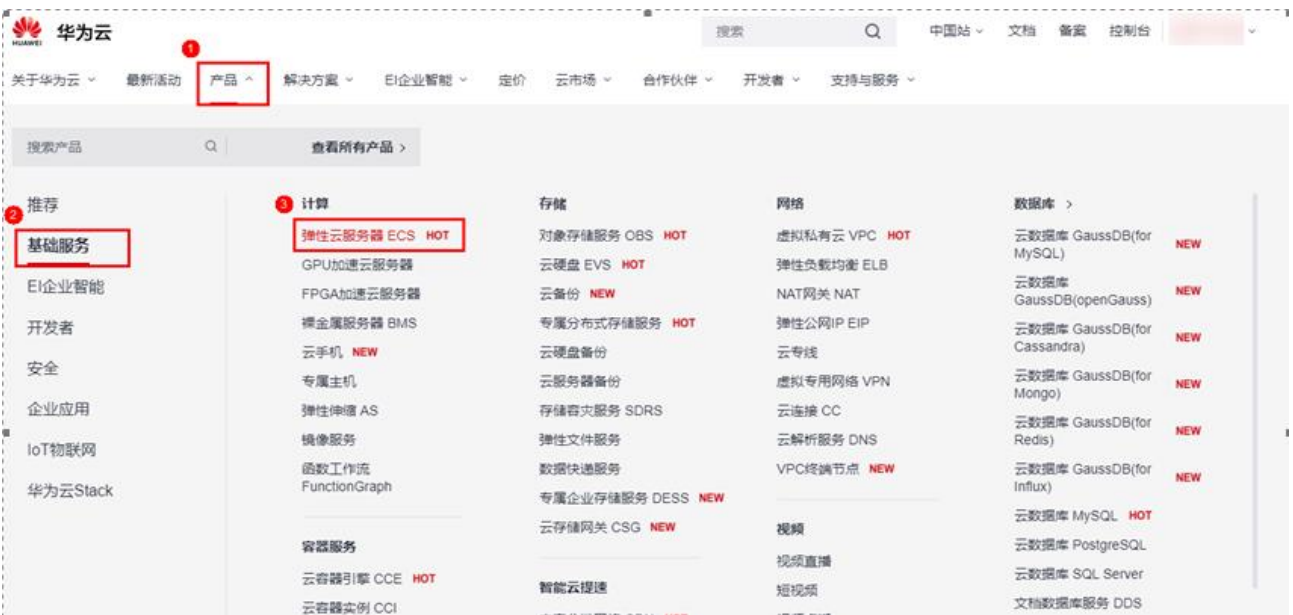 HUAWEI
华为云
搜索
中国站
文档
备案
控制台
1
关于华为云
最新活动
产品
解决方案
EI企业智能
定价
云市场
合作伙伴
开发者
支持与服务
搜索产品
查看所有产品 >
推荐
2
基础服务
EI企业智能
开发者
安全
企业应用
IoT物联网
华为云Stack
3
计算
弹性云服务器 ECS HOT
GPU加速云服务器
FPGA加速云服务器
裸金属服务器 BMS
云手机 NEW
专属主机
弹性伸缩 AS
镜像服务
函数工作流
FunctionGraph
容器服务
云容器引擎 CCE HOT
云容器实例 CCI
存储
对象存储服务 OBS HOT
云硬盘 EVS HOT
云备份 NEW
专属分布式存储服务 HOT
云硬盘备份
云服务器备份
存储容灾服务 SDRS
弹性文件服务
数据快递服务
专属企业存储服务 DESS NEW
云存储网关 CSG NEW
智能云提速
网络
虚拟私有云 VPC HOT
弹性负载均衡 ELB
NAT网关 NAT
弹性公网IP EIP
云专线
虚拟专用网络 VPN
云连接 CC
云解析服务 DNS
VPC终端节点 NEW
视频
视频直播
短视频
数据库 >
云数据库 GaussDB(for
MySQL) NEW
云数据库
GaussDB(openGauss) NEW
云数据库 GaussDB(for
Cassandra) NEW
云数据库 GaussDB(for
Mongo) NEW
云数据库 GaussDB(for
Redis) NEW
云数据库 GaussDB(for
Influx) NEW
云数据库 MySQL HOT
云数据库 PostgreSQL
云数据库 SQL Server
文档数据库服务 DDS